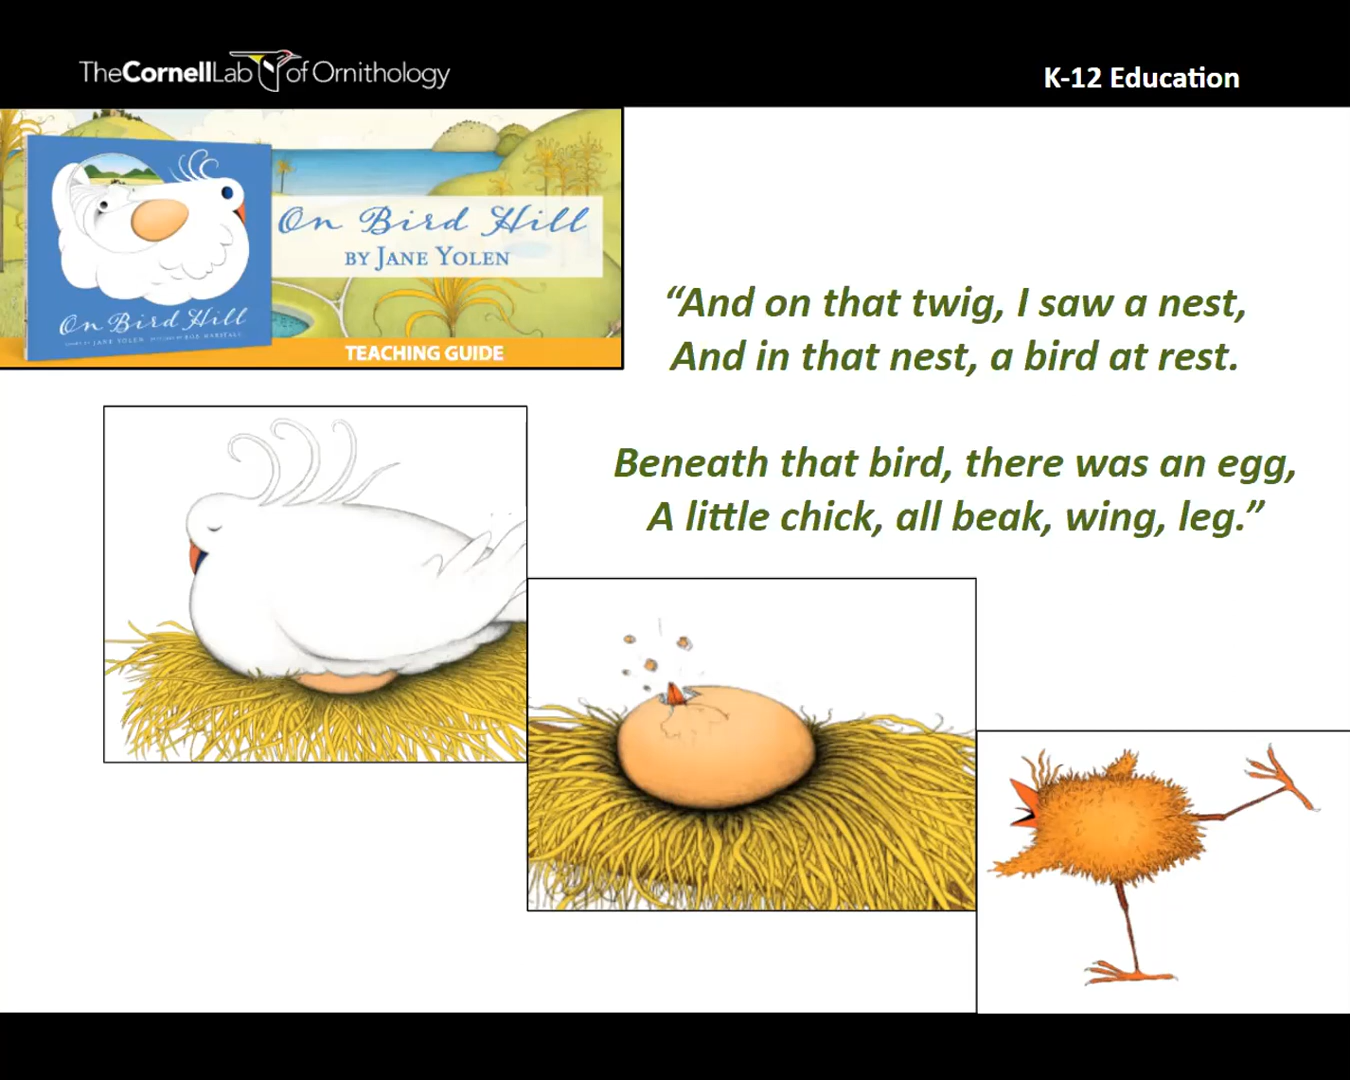 TheCornellLab of Ornithology
K-12 Education
On Bird Hill
BY JANE YOLEN
On Bird Hill
TEACHING GUIDE
“And on that twig, I saw a nest,
And in that nest, a bird at rest.
Beneath that bird, there was an egg,
A little chick, all beak, wing, leg.”